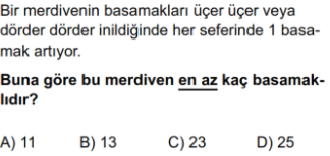 Bir merdivenin basamakları üçer üçer veya
dörder dörder inildiğinde her seferinde 1 basa-
mak artıyor.
Buna göre bu merdiven en az kaç basamak-
lıdır?
A) 11 B) 13 C) 23 D) 25